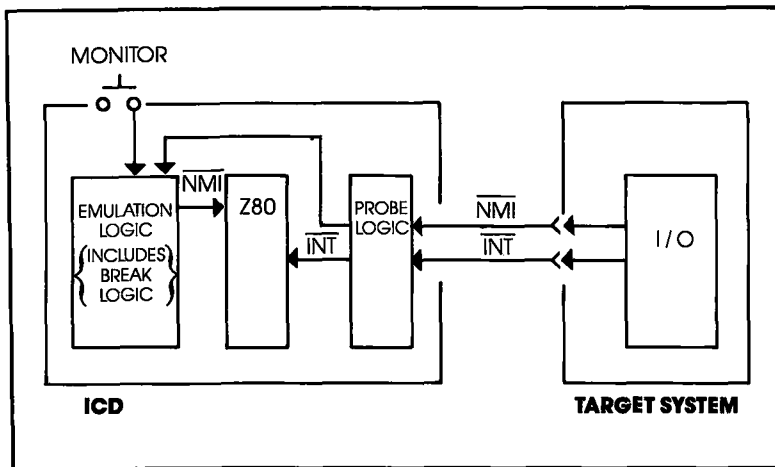 MONITOR
NMI
EMULATION
LOGIC
{INCLUDES
BREAK
LOGIC}
Z80
INT
PROBE
LOGIC
NMI
INT
I/O
ICD
TARGET SYSTEM